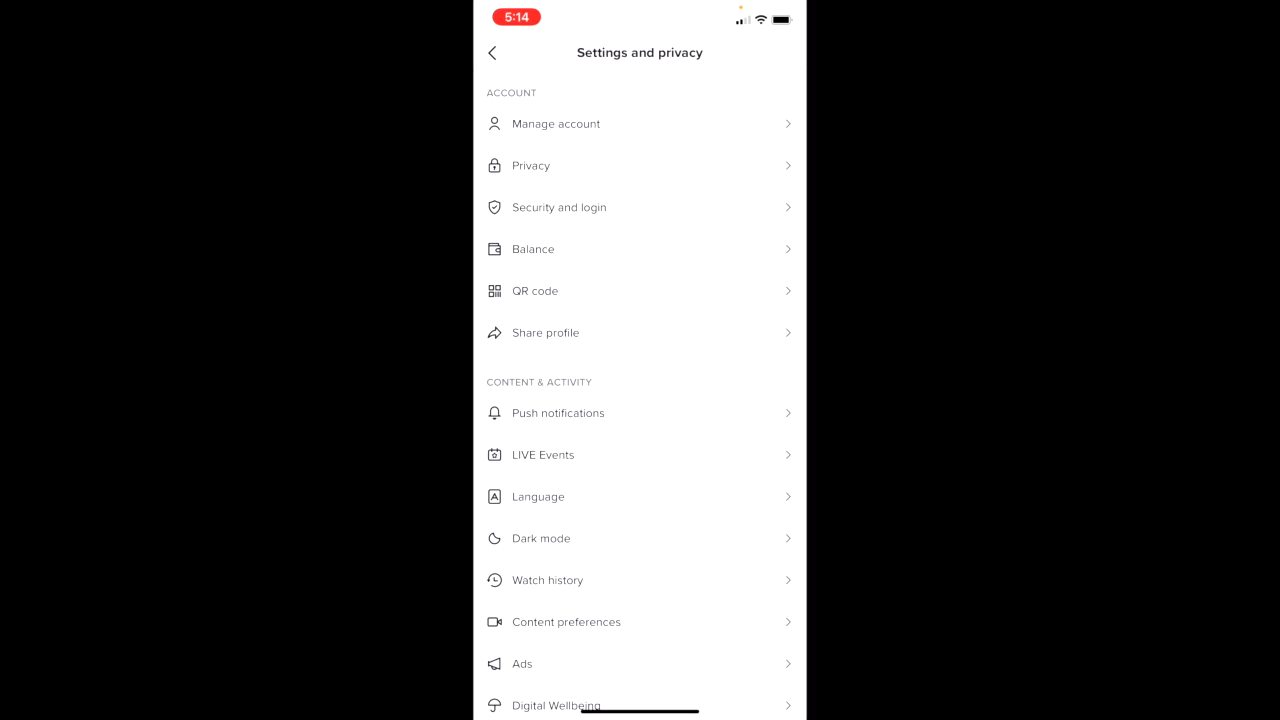 5:14
Settings and privacy
ACCOUNT
Manage account
Privacy
Security and login
Balance
QR code
Share profile
CONTENT & ACTIVITY
Push notifications
LIVE Events
Language
Dark mode
Watch history
Content preferences
Ads
Digital Wellbeing